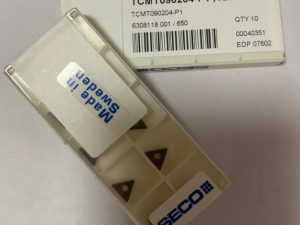 TCMT090204-P1
6308118 001 / 650
QTY 10
00040351
EDP 07602
Made in
Sweden
SECO